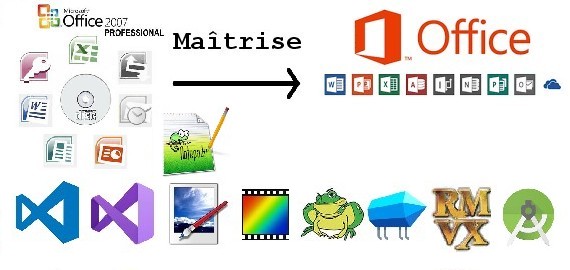 Microsoft
Office 2007
PROFESSIONAL
Maîtrise
Office
RM
VX